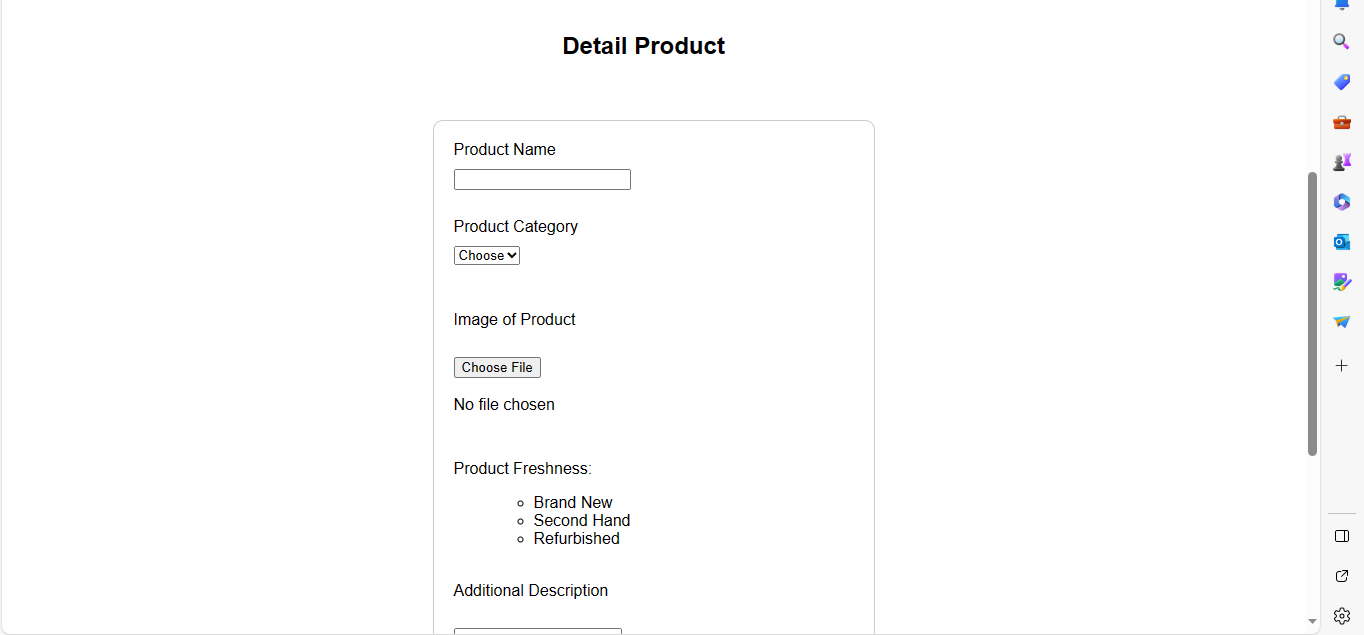 Detail Product
Product Name
Product Category
Choose
Image of Product
Choose File
No file chosen
Product Freshness:
Brand New
Second Hand
Refurbished
Additional Description